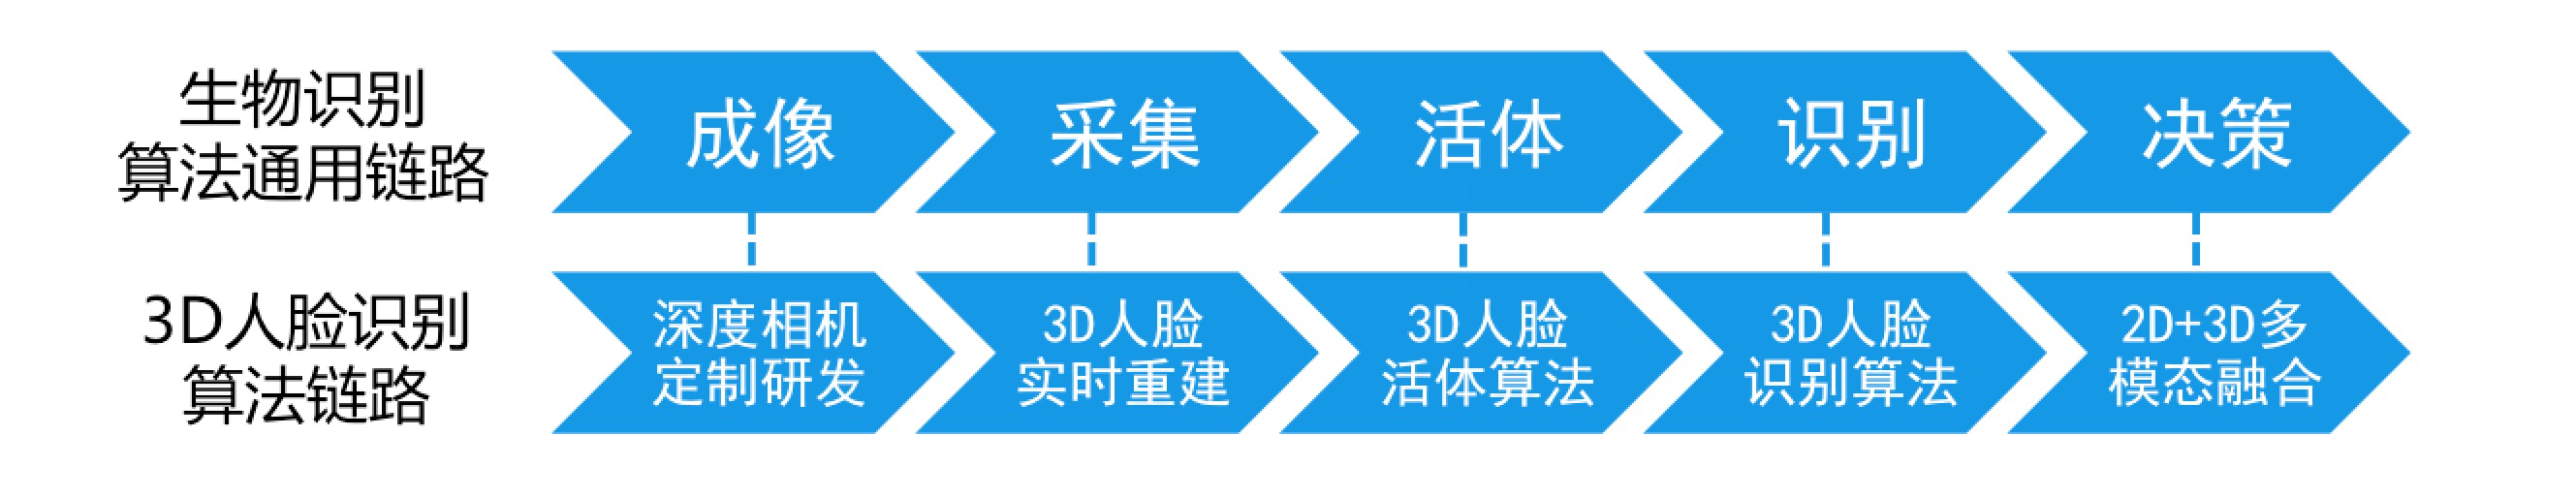 生物识别
算法通用链路
成像
采集
活体
识别
决策
3D人脸识别
算法链路
深度相机
定制研发
3D人脸
实时重建
3D人脸
活体算法
3D人脸
识别算法
2D+3D多
模态融合